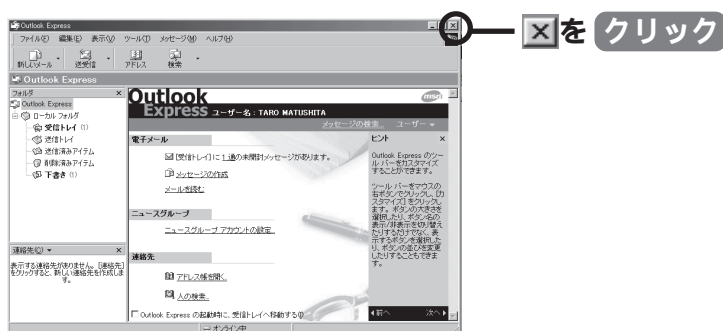 Outlook Express
ファイル(F) 編集(E) 表示(V) ツール(T) メッセージ(M) ヘルプ(H)
新しいメール 送受信 アドレス 検索
Outlook Express
フォルダ ×
Outlook Express
ローカル フォルダ
受信トレイ (1)
送信トレイ
送信済みアイテム
削除済みアイテム
下書き (1)
連絡先(C) ▼ ×
表示する連絡先がありません。[連絡先]
をクリックすると、新しい連絡先を作成しま
す。
Outlook
Express ユーザー名 : TARO MATUSHITA
msn
メッセージの検索... ユーザー ▼
電子メール
[受信トレイ] に 1 通の未開封メッセージがあります。
メッセージの作成
メールを読む
ニュースグループ
ニュースグループ アカウントの設定...
連絡先
アドレス帳を開く...
人の検索...
Outlook Express の起動時に、受信トレイへ移動する(I)
ヒント ×
Outlook Express のツー
ル バーをカスタマイズ
することができます。
ツール バーをマウスの
右ボタンでクリックし、[カ
スタマイズ] をクリックし
ます。ボタンの大きさを
選択したり、ボタン名の
表示/非表示を切り替え
たりするだけでなく、表
示するボタンを選択した
り、ボタンの並びを変更
したりすることもできま
す。
前へ 次へ
オンライン中
×を クリック